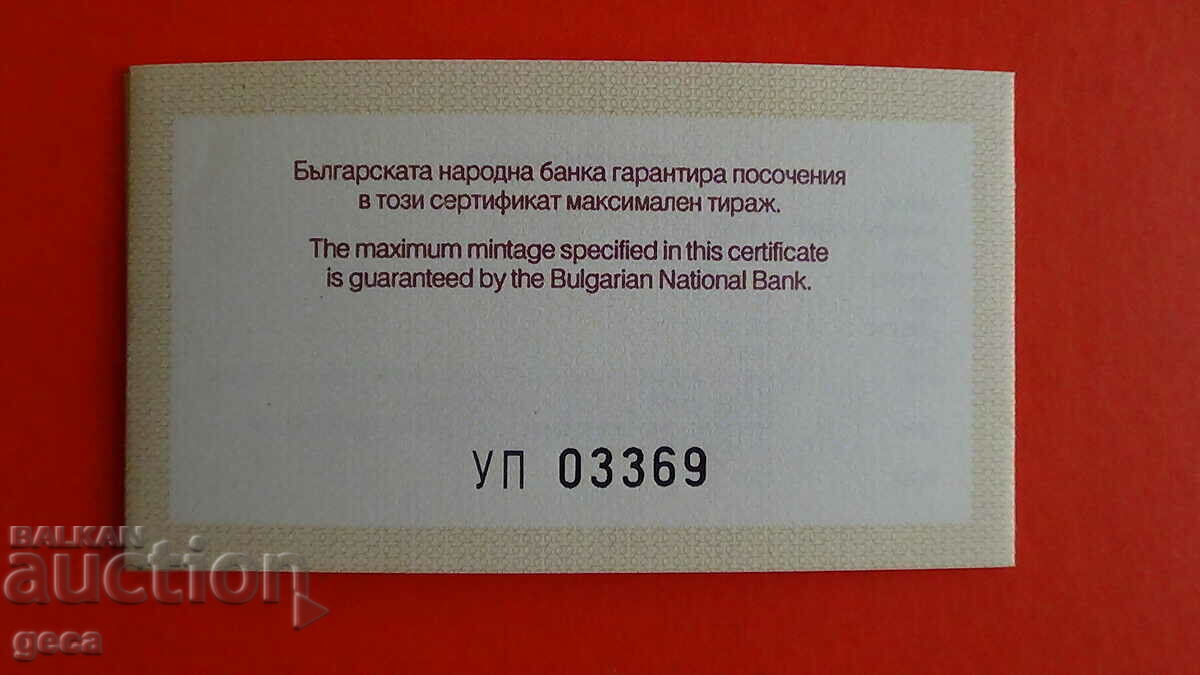 Българската народна банка гарантира посочения
в този сертификат максимален тираж.
The maximum mintage specified in this certificate
is guaranteed by the Bulgarian National Bank.
УП 03369
BALKAN
auction
geca